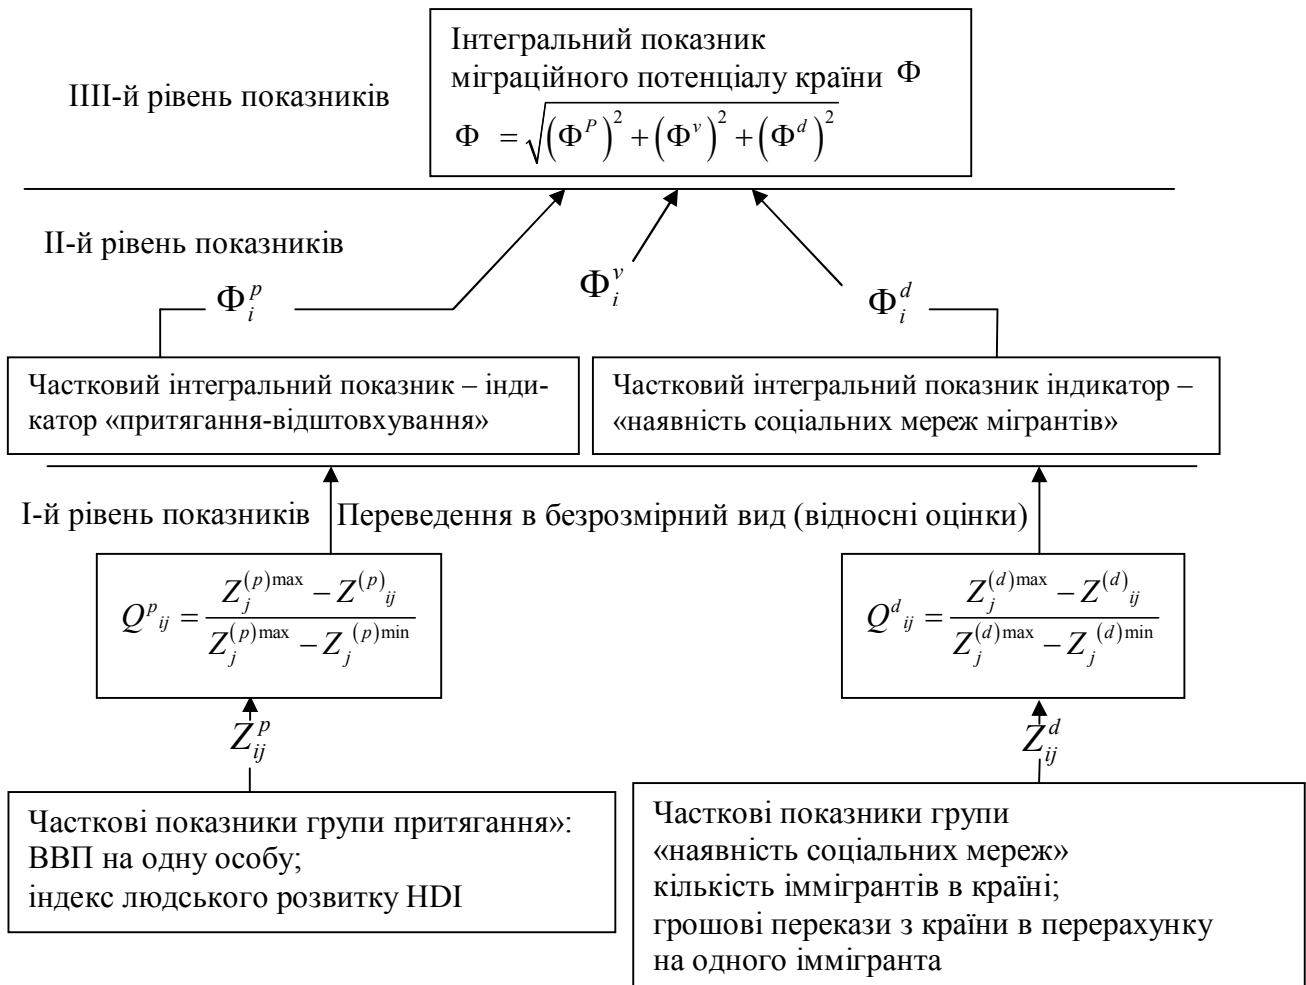 Інтегральний показник
міграційного потенціалу країни Φ
Φ = √((Φ^P)^2 + (Φ^v)^2 + (Φ^d)^2)
ІІІІ-й рівень показників
ІІ-й рівень показників
Φ_i^p
Φ_i^v
Φ_i^d
Частковий інтегральний показник – інди-
катор «притягання-відштовхування»
Частковий інтегральний показник індикатор –
«наявність соціальних мереж мігрантів»
І-й рівень показників
Переведення в безрозмірний вид (відносні оцінки)
Q^p_ij = (Z_j^(p)max − Z^(p)_ij) / (Z_j^(p)max − Z_j^(p)min)
Q^d_ij = (Z_j^(d)max − Z^(d)_ij) / (Z_j^(d)max − Z_j^(d)min)
Z_ij^p
Z_ij^d
Часткові показники групи притягання»:
ВВП на одну особу;
індекс людського розвитку HDI
Часткові показники групи
«наявність соціальних мереж»
кількість іммігрантів в країні;
грошові перекази з країни в перерахунку
на одного іммігранта